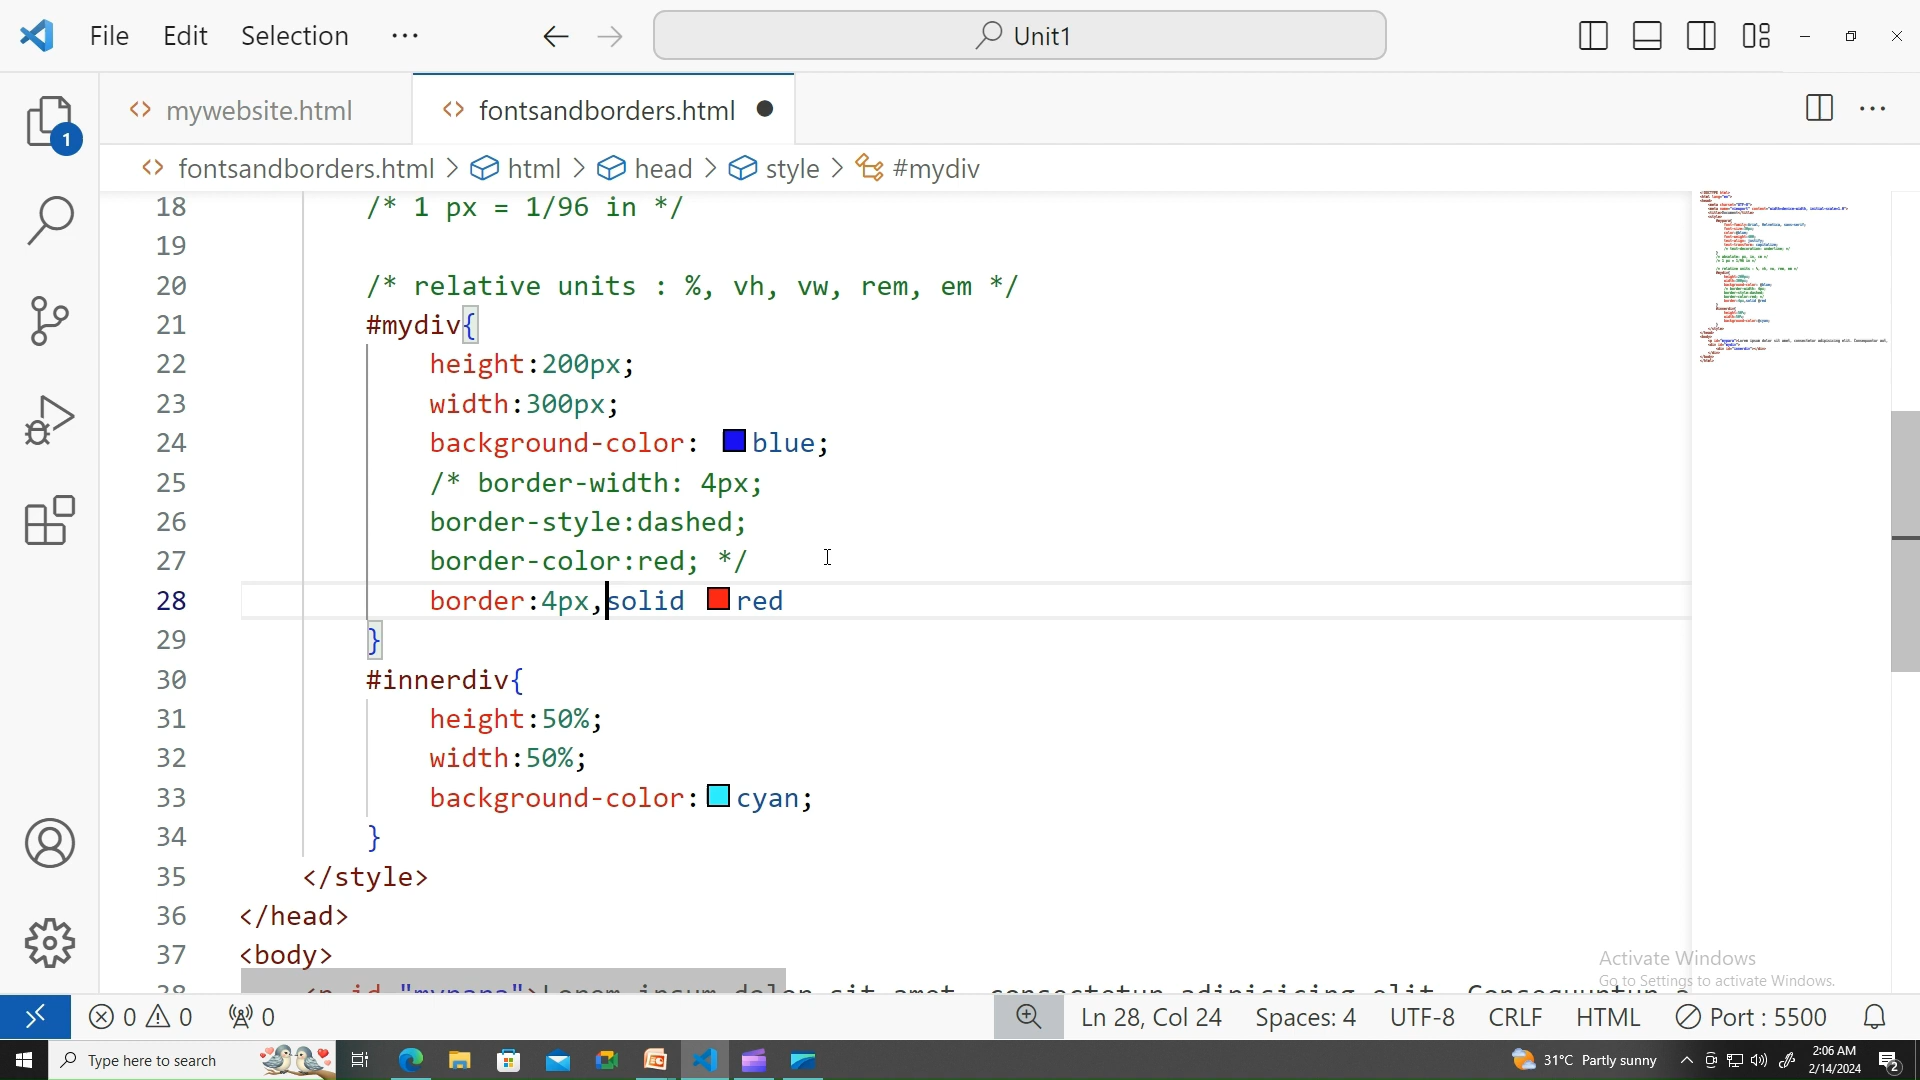 File Edit Selection ··· Unit1
mywebsite.html fontsandborders.html
fontsandborders.html > html > head > style > #mydiv
1
18 /* 1 px = 1/96 in */
19
20 /* relative units : %, vh, vw, rem, em */
21 #mydiv{
22 height:200px;
23 width:300px;
24 background-color: blue;
25 /* border-width: 4px;
26 border-style:dashed;
27 border-color:red; */
28 border:4px,solid red
29 }
30 #innerdiv{
31 height:50%;
32 width:50%;
33 background-color:cyan;
34 }
35 </style>
36 </head>
37 <body>
Activate Windows
Go to Settings to activate Windows.
0 0 0 Ln 28, Col 24 Spaces: 4 UTF-8 CRLF HTML Port : 5500
Type here to search 31°C Partly sunny 2:06 AM
2/14/2024 2